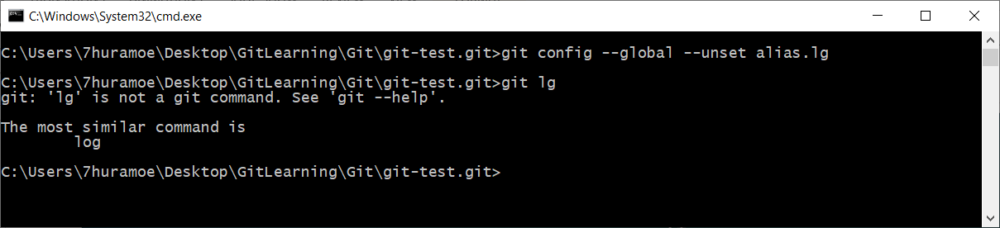 C:\Windows\System32\cmd.exe
C:\Users\7huramoe\Desktop\GitLearning\Git\git-test.git>git config --global --unset alias.lg
C:\Users\7huramoe\Desktop\GitLearning\Git\git-test.git>git lg
git: 'lg' is not a git command. See 'git --help'.
The most similar command is
log
C:\Users\7huramoe\Desktop\GitLearning\Git\git-test.git>